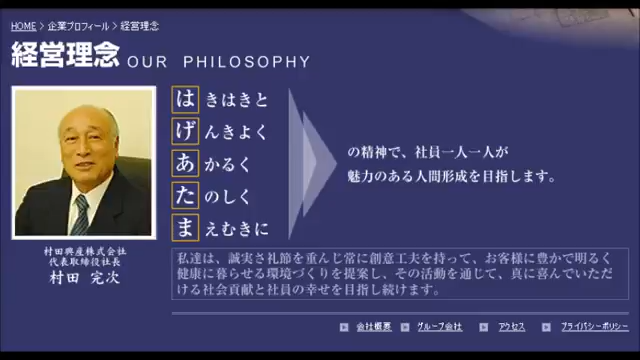 HOME > 企業プロフィール > 経営理念
経営理念 OUR PHILOSOPHY
はきはきと
げんきよく
あかるく
たのしく
まえむきに
の精神で、社員一人一人が
魅力のある人間形成を目指します。
村田興産株式会社
代表取締役社長
村田 完次
私達は、誠実さ礼節を重んじ常に創意工夫を持って、お客様に豊かで明るく
健康に暮らせる環境づくりを提案し、その活動を通じて、真に喜んでいただ
ける社会貢献と社員の幸せを目指し続けます。
会社概要 グループ会社 アクセス プライバシーポリシー